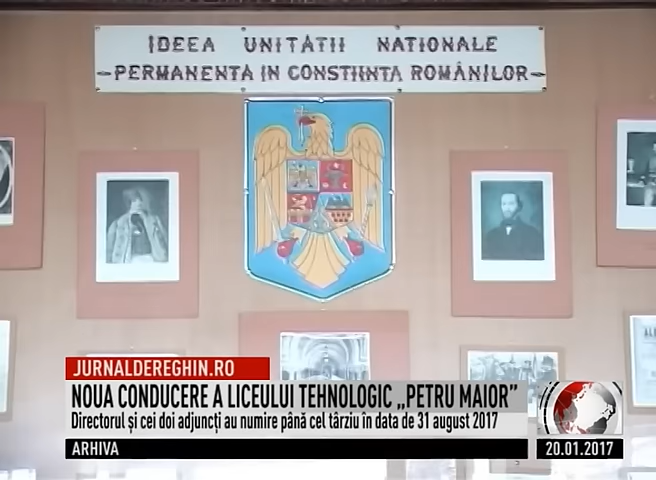 IDEEA UNITATII NATIONALE
-PERMANENTA IN CONSTIINTA ROMÂNILOR-
JURNALDEREGHIN.RO
NOUA CONDUCERE A LICEULUI TEHNOLOGIC „PETRU MAIOR”
Directorul și cei doi adjuncți au numire până cel târziu în data de 31 august 2017
ARHIVA
20.01.2017